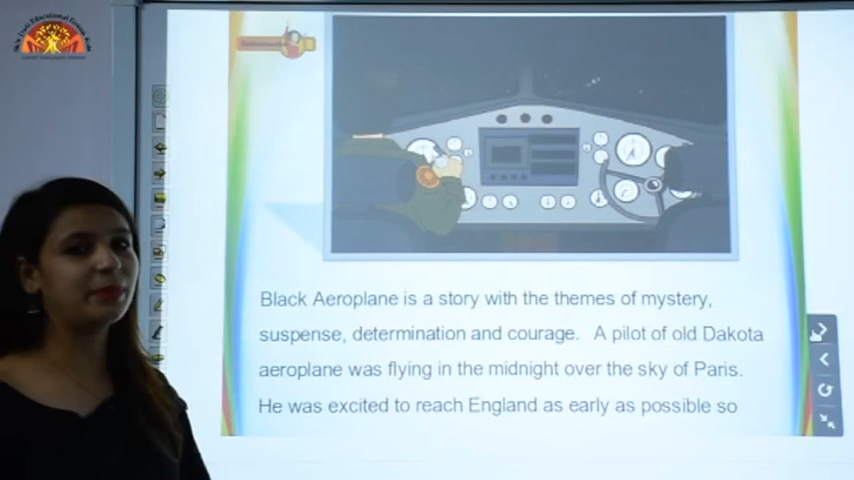 Black Aeroplane is a story with the themes of mystery,
suspense, determination and courage. A pilot of old Dakota
aeroplane was flying in the midnight over the sky of Paris.
He was excited to reach England as early as possible so